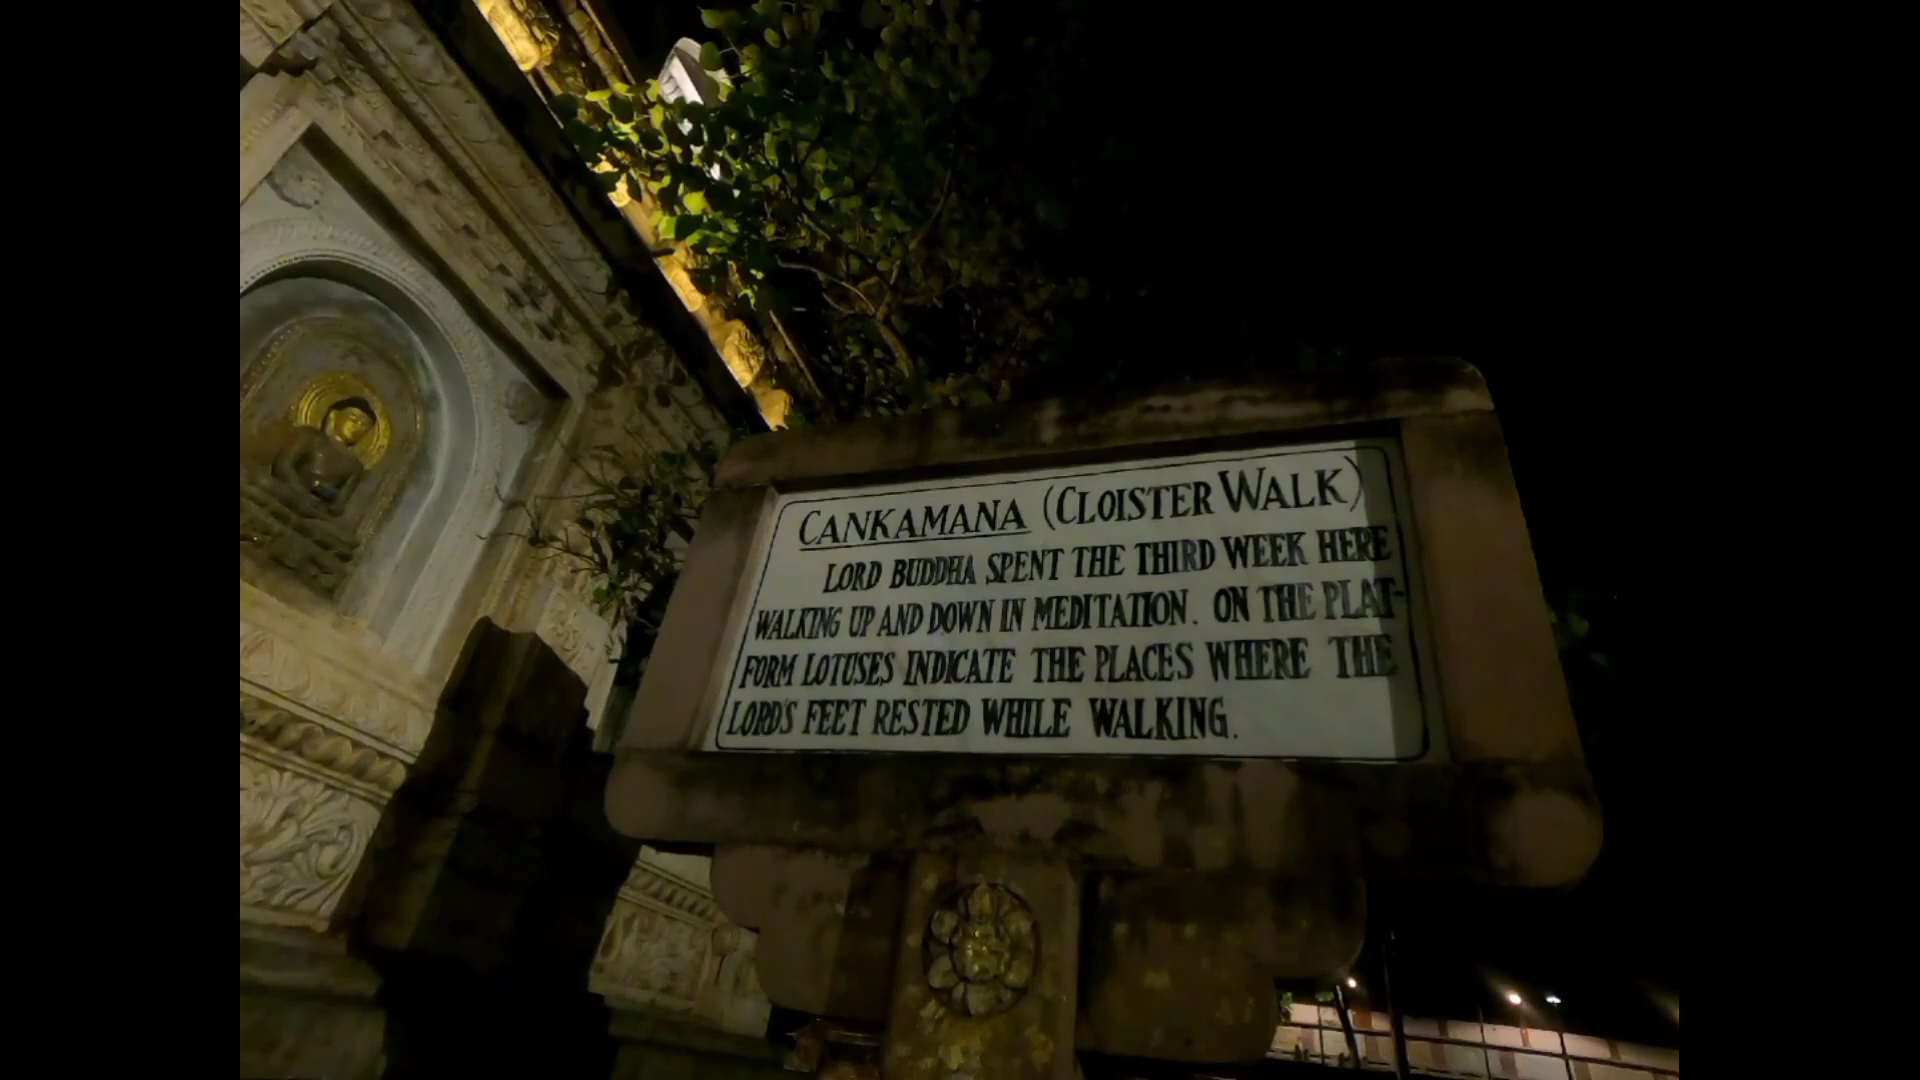 CANKAMANA (CLOISTER WALK)
LORD BUDDHA SPENT THE THIRD WEEK HERE
WALKING UP AND DOWN IN MEDITATION. ON THE PLAT-
FORM LOTUSES INDICATE THE PLACES WHERE THE
LORD'S FEET RESTED WHILE WALKING.